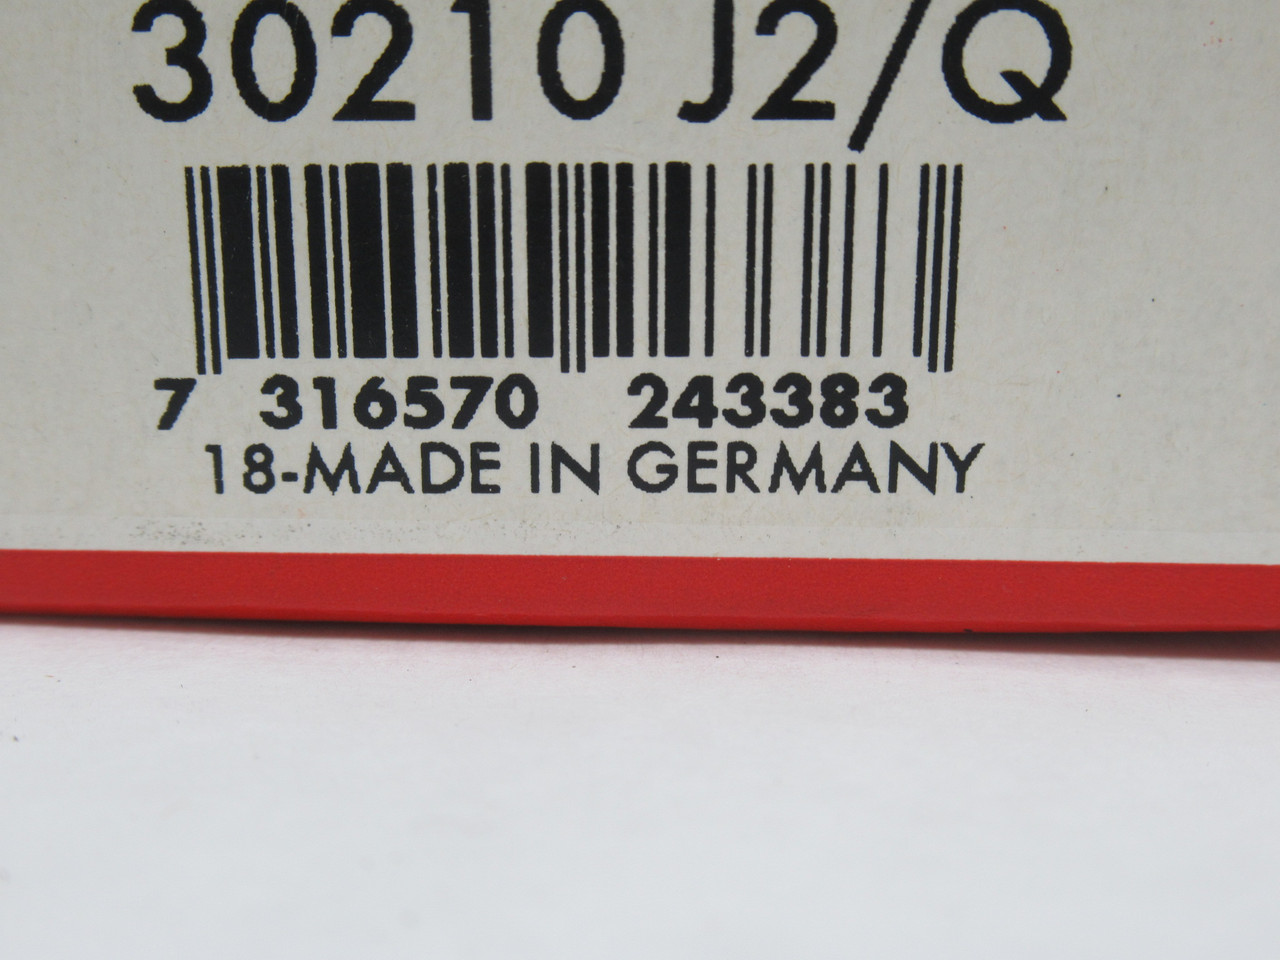 30210 J2/Q
7 316570 243383
18-MADE IN GERMANY